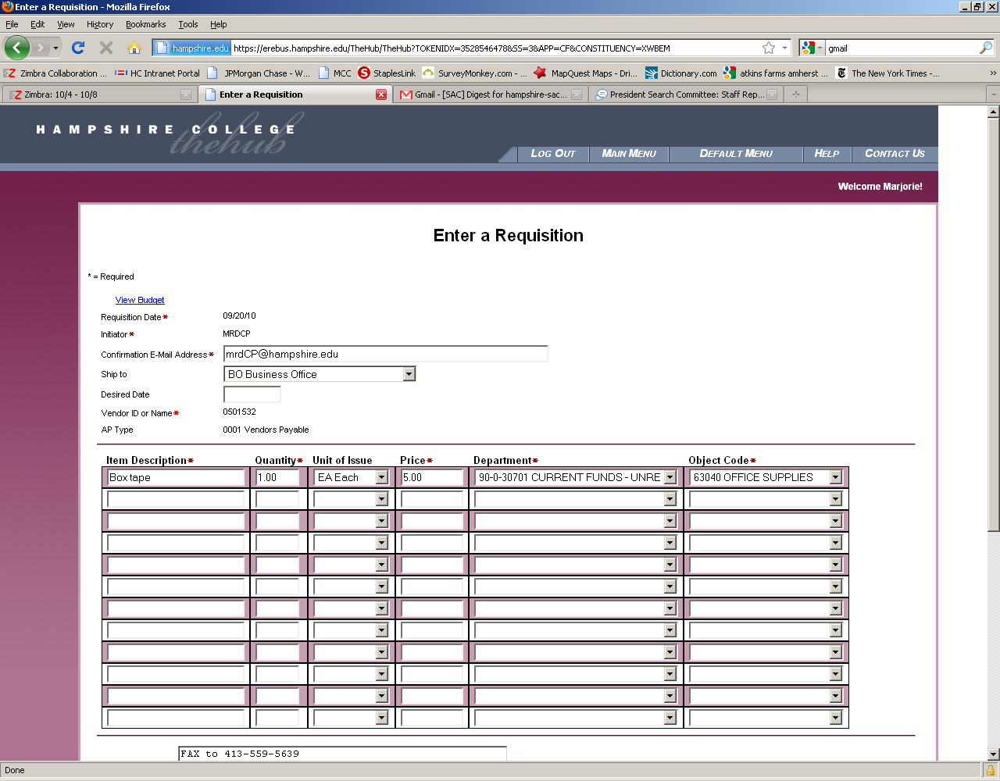 Enter a Requisition - Mozilla Firefox
File Edit View History Bookmarks Tools Help
hampshire.edu https://rebus.hampshire.edu/TheHub/TheHub?TOKENIDX=3528546478&SS=3&APP=CF&CONSTITUENCY=XWBEM gmail
Zimbra Collaboration ... HC Intranet Portal JPMorgan Chase - W... MCC StaplesLink SurveyMonkey.com - ... MapQuest Maps - Dri... Dictionary.com atkins farms amherst ... The New York Times - ... »
Zimbra: 10/4 - 10/8 Enter a Requisition Gmail - [SAC] Digest for hampshire-sac... President Search Committee: Staff Rep...
HAMPSHIRE COLLEGE
thehub
LOG OUT MAIN MENU DEFAULT MENU HELP CONTACT US
Welcome Marjorie!
Enter a Requisition
* = Required
View Budget
Requisition Date* 09/20/10
Initiator* MRDCP
Confirmation E-Mail Address* mrdCP@hampshire.edu
Ship to BO Business Office
Desired Date
Vendor ID or Name* 0501532
AP Type 0001 Vendors Payable
Item Description* Quantity* Unit of Issue Price* Department* Object Code*
Box tape 1.00 EA Each 5.00 90-0-30701 CURRENT FUNDS - UNRE 63040 OFFICE SUPPLIES
FAX to 413-559-5639
Done